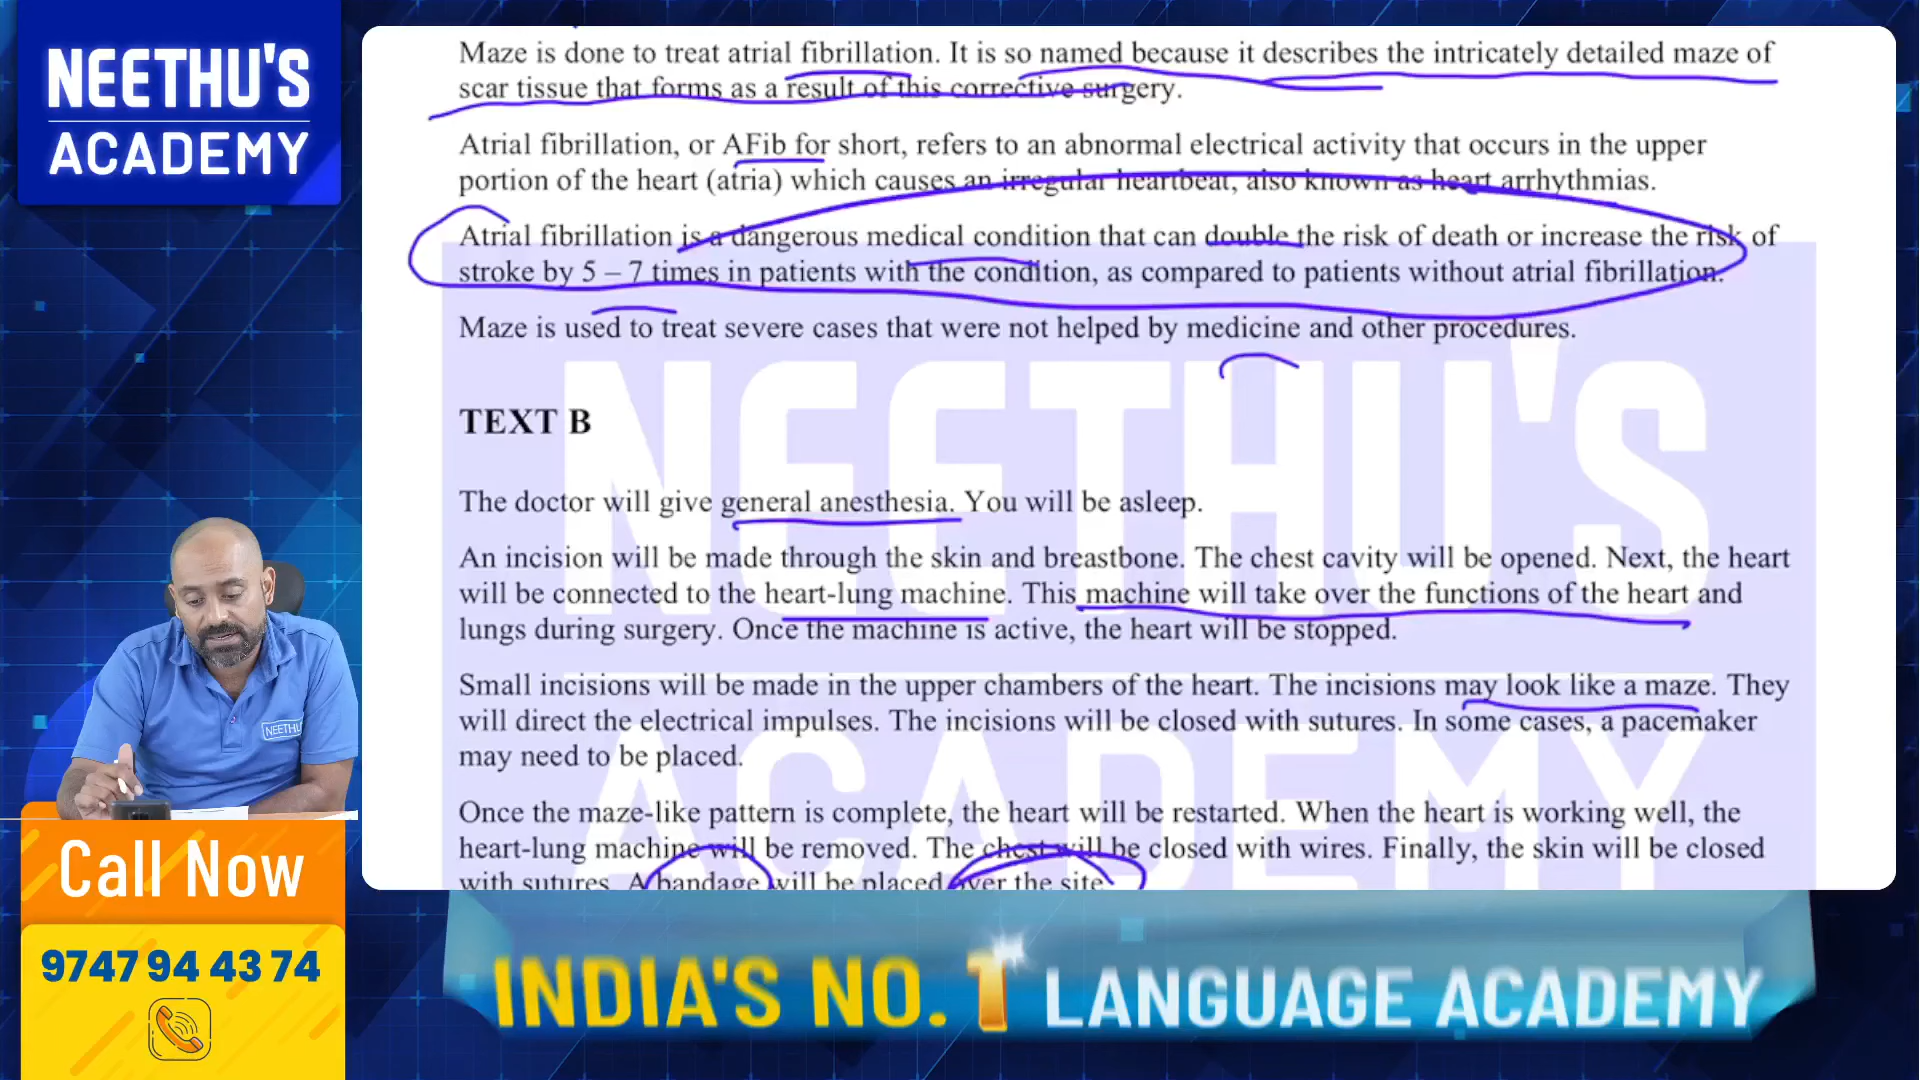 NEETHU'S
ACADEMY
Maze is done to treat atrial fibrillation. It is so named because it describes the intricately detailed maze of
scar tissue that forms as a result of this corrective surgery.
Atrial fibrillation, or AFib for short, refers to an abnormal electrical activity that occurs in the upper
portion of the heart (atria) which causes an irregular heartbeat, also known as heart arrhythmias.
Atrial fibrillation is a dangerous medical condition that can double the risk of death or increase the risk of
stroke by 5 – 7 times in patients with the condition, as compared to patients without atrial fibrillation.
Maze is used to treat severe cases that were not helped by medicine and other procedures.
TEXT B
The doctor will give general anesthesia. You will be asleep.
An incision will be made through the skin and breastbone. The chest cavity will be opened. Next, the heart
will be connected to the heart-lung machine. This machine will take over the functions of the heart and
lungs during surgery. Once the machine is active, the heart will be stopped.
Small incisions will be made in the upper chambers of the heart. The incisions may look like a maze. They
will direct the electrical impulses. The incisions will be closed with sutures. In some cases, a pacemaker
may need to be placed.
Once the maze-like pattern is complete, the heart will be restarted. When the heart is working well, the
heart-lung machine will be removed. The chest will be closed with wires. Finally, the skin will be closed
with sutures. A bandage will be placed over the site
NEETHU'S
ACADEMY
NEETHU
Call Now
9747 94 43 74
INDIA'S NO. 1 LANGUAGE ACADEMY